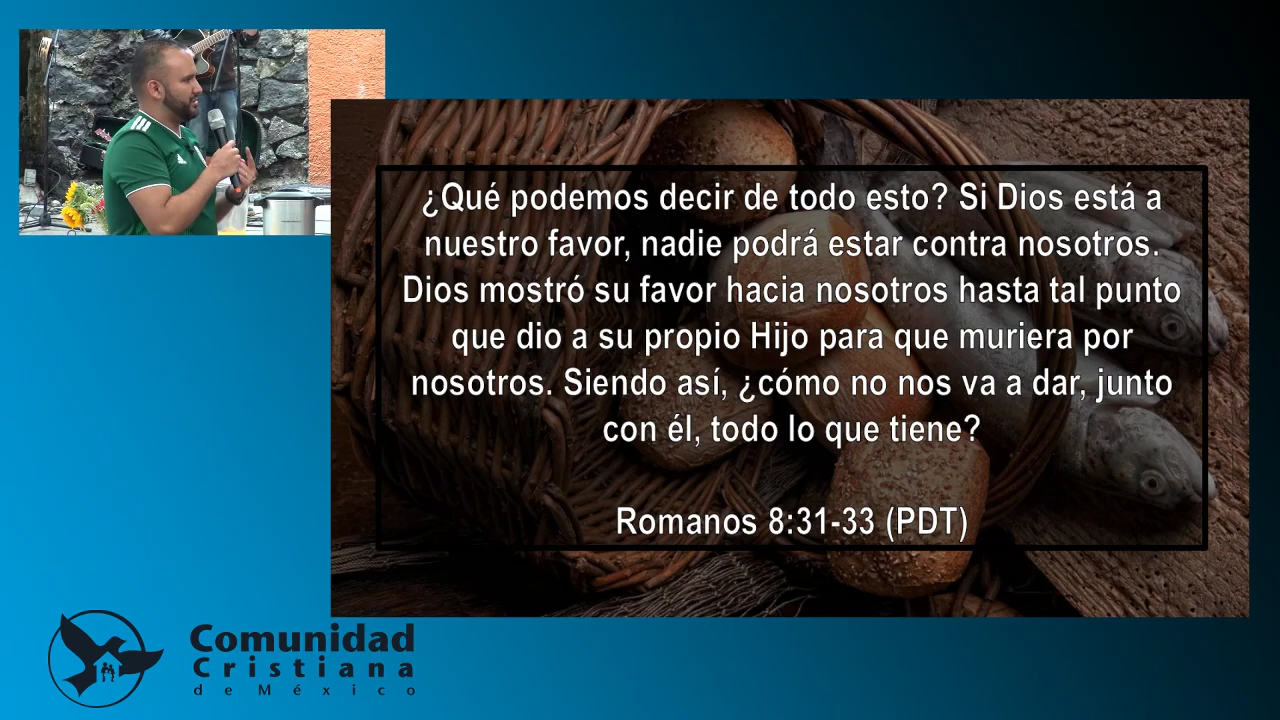 ¿Qué podemos decir de todo esto? Si Dios está a
nuestro favor, nadie podrá estar contra nosotros.
Dios mostró su favor hacia nosotros hasta tal punto
que dio a su propio Hijo para que muriera por
nosotros. Siendo así, ¿cómo no nos va a dar, junto
con él, todo lo que tiene?
Romanos 8:31-33 (PDT)
Comunidad
Cristiana
de México